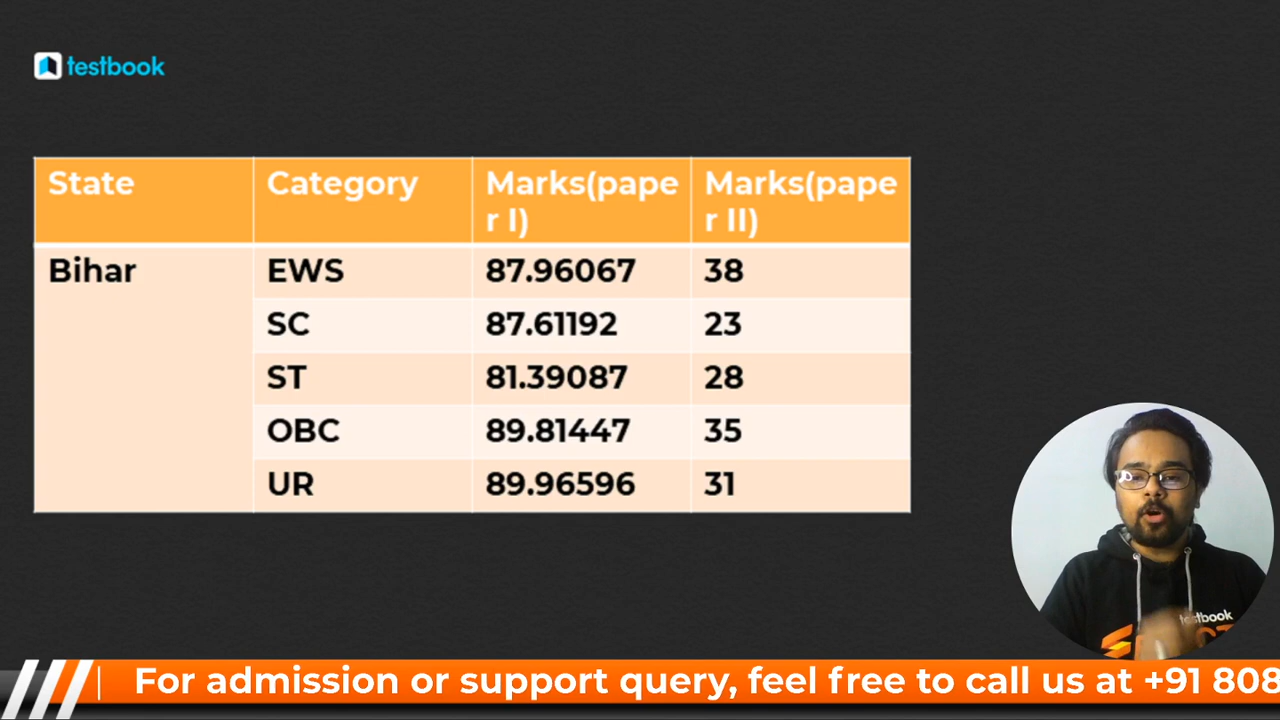 testbook
State Category Marks(pape Marks(pape
r I) r II)
Bihar EWS 87.96067 38
SC 87.61192 23
ST 81.39087 28
OBC 89.81447 35
UR 89.96596 31
testbook
For admission or support query, feel free to call us at +91 808